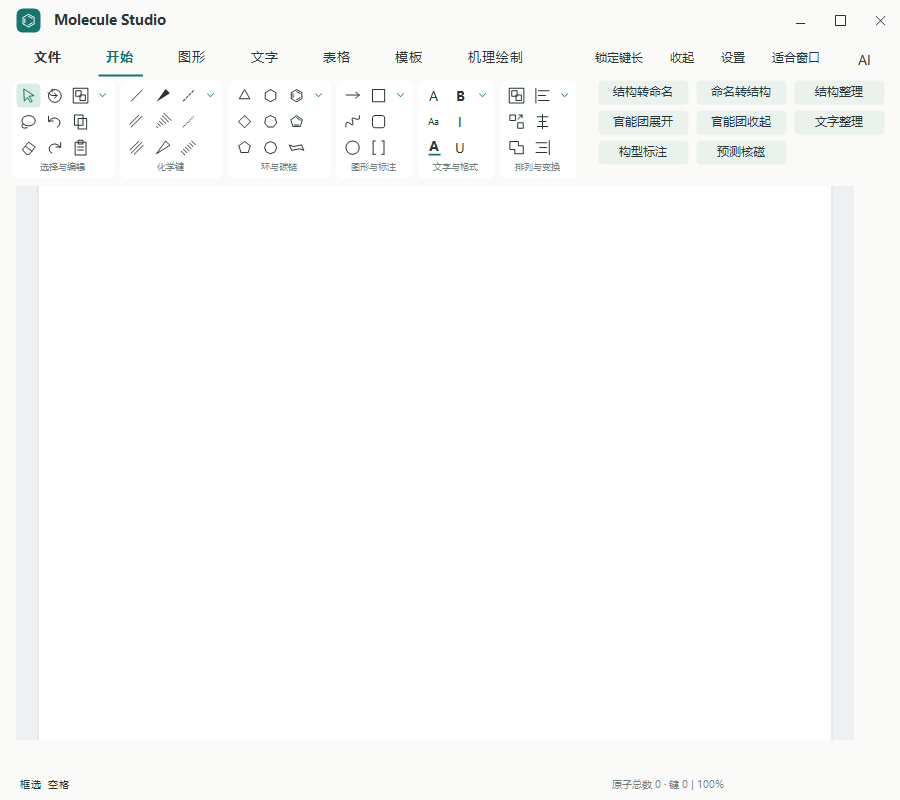 Molecule Studio
文件 开始 图形 文字 表格 模板 机理绘制 锁定键长 收起 设置 适合窗口 AI
结构转命名 命名转结构 结构整理
A B
官能团展开 官能团收起 文字整理
Aa I
A U
构型标注 预测核磁
选择与编辑 化学键 环与碳链 图形与标注 文字与格式 排列与变换
框选 空格 原子总数 0 · 键 0 | 100%